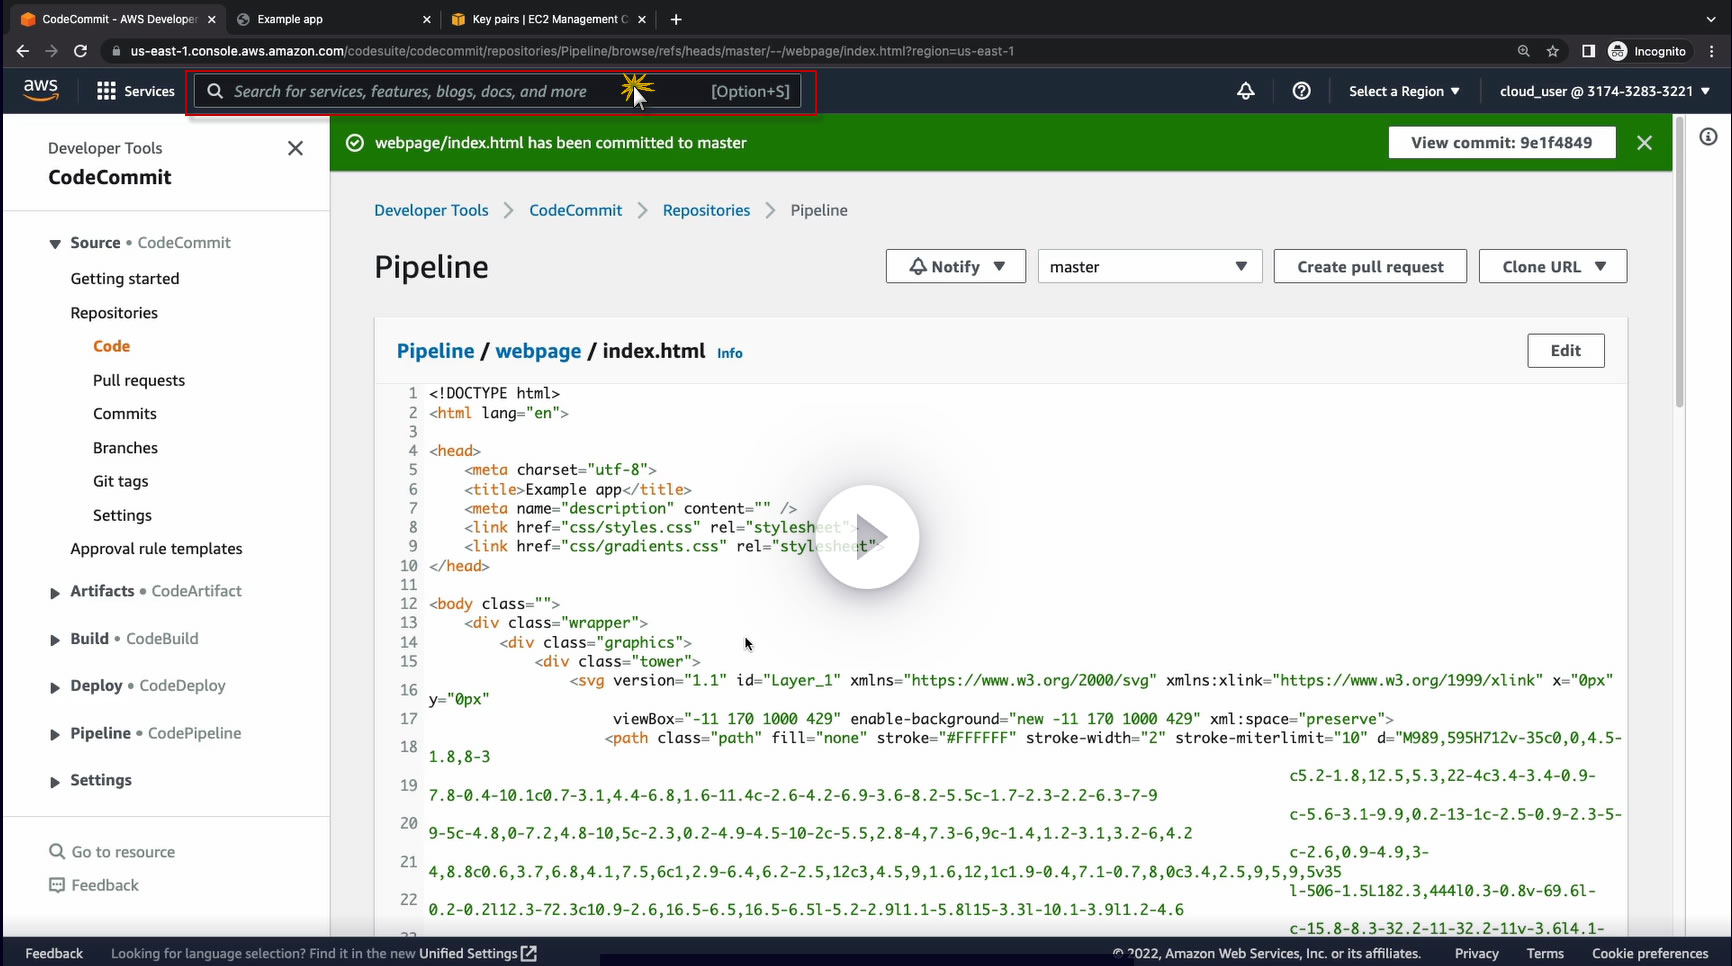 CodeCommit - AWS Developer
Example app
Key pairs | EC2 Management C
us-east-1.console.aws.amazon.com/codesuite/codecommit/repositories/Pipeline/browse/refs/heads/master/--/webpage/index.html?region=us-east-1
Incognito
aws
Services
Search for services, features, blogs, docs, and more
[Option+S]
Select a Region
cloud_user @ 3174-3283-3221
Developer Tools
CodeCommit
webpage/index.html has been committed to master
View commit: 9e1f4849
Developer Tools
CodeCommit
Repositories
Pipeline
Pipeline
Notify
master
Create pull request
Clone URL
Source • CodeCommit
Getting started
Repositories
Code
Pull requests
Commits
Branches
Git tags
Settings
Approval rule templates
Artifacts • CodeArtifact
Build • CodeBuild
Deploy • CodeDeploy
Pipeline • CodePipeline
Settings
Go to resource
Feedback
Pipeline / webpage / index.html Info
Edit
1 <!DOCTYPE html>
2 <html lang="en">
3
4 <head>
5 <meta charset="utf-8">
6 <title>Example app</title>
7 <meta name="description" content="" />
8 <link href="css/styles.css" rel="stylesheet">
9 <link href="css/gradients.css" rel="stylesheet">
10 </head>
11
12 <body class="">
13 <div class="wrapper">
14 <div class="graphics">
15 <div class="tower">
16 <svg version="1.1" id="Layer_1" xmlns="https://www.w3.org/2000/svg" xmlns:xlink="https://www.w3.org/1999/xlink" x="0px"
y="0px"
17 viewBox="-11 170 1000 429" enable-background="new -11 170 1000 429" xml:space="preserve">
18 <path class="path" fill="none" stroke="#FFFFFF" stroke-width="2" stroke-miterlimit="10" d="M989,595H712v-35c0,0,4.5-
1.8,8-3
19 c5.2-1.8,12.5,5.3,22-4c3.4-3.4-0.9-
7.8-0.4-10.1c0.7-3.1,4.4-6.8,1.6-11.4c-2.6-4.2-6.9-3.6-8.2-5.5c-1.7-2.3-2.2-6.3-7-9
20 c-5.6-3.1-9.9,0.2-13-1c-2.5-0.9-2.3-5-
9-5c-4.8,0-7.2,4.8-10,5c-2.3,0.2-4.9-4.5-10-2c-5.5,2.8-4,7.3-6,9c-1.4,1.2-3.1,3.2-6,4.2
21 c-2.6,0.9-4.9,3-
4,8.8c0.6,3.7,6.8,4.1,7.5,6c1,2.9-6.4,6.2-2.5,12c3,4.5,9,1.6,12,1c1.9-0.4,7.1-0.7,8,0c3.4,2.5,9,5,9,5v35
22 l-506-1.5L182.3,444l0.3-0.8v-69.6l-
0.2-0.2l12.3-72.3c10.9-2.6,16.5-6.5,16.5-6.5l-5.2-2.9l1.1-5.8l15-3.3l-10.1-3.9l1.2-4.6
c-15.8-8.3-32.2-11-32.2-11v-3.6l4.1-
Feedback
Looking for language selection? Find it in the new Unified Settings
© 2022, Amazon Web Services, Inc. or its affiliates.
Privacy
Terms
Cookie preferences